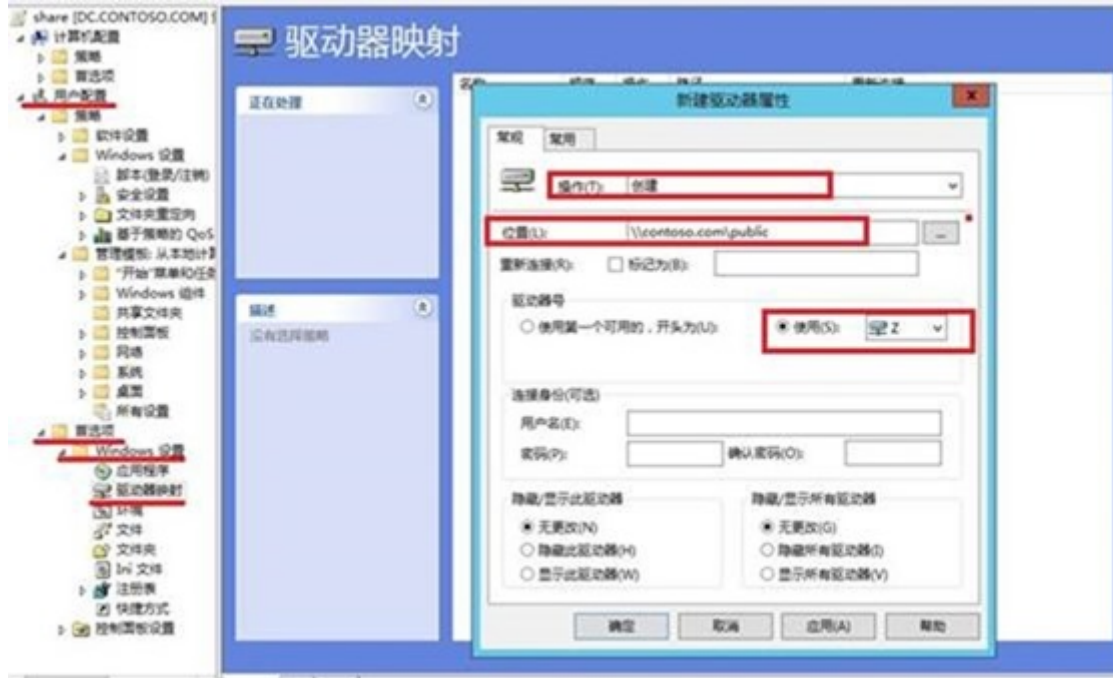 share [DC.CONTOSO.COM]
计算机配置
策略
首选项
用户配置
策略
软件设置
Windows 设置
脚本(登录/注销)
安全设置
文件夹重定向
基于策略的 QoS
管理模板: 从本地计算
"开始"菜单和任务
Windows 组件
共享文件夹
控制面板
网络
系统
桌面
所有设置
首选项
Windows 设置
应用程序
驱动器映射
环境
文件
文件夹
Ini 文件
注册表
快捷方式
控制面板设置
驱动器映射
正在处理
描述
没有选择策略
新建驱动器属性
常规
常用
操作(T):
创建
位置(L):
\\contoso.com\public
...
重新连接(R):
标记为(B):
驱动器号
使用第一个可用的，开头为(U):
使用(S):
Z
连接身份(可选)
用户名(E):
密码(P):
确认密码(O):
隐藏/显示此驱动器
无更改(N)
隐藏此驱动器(H)
显示此驱动器(W)
隐藏/显示所有驱动器
无更改(G)
隐藏所有驱动器(I)
显示所有驱动器(V)
确定
取消
应用(A)
帮助